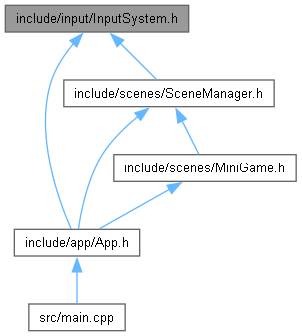 include/input/InputSystem.h
include/scenes/SceneManager.h
include/scenes/MiniGame.h
include/app/App.h
src/main.cpp